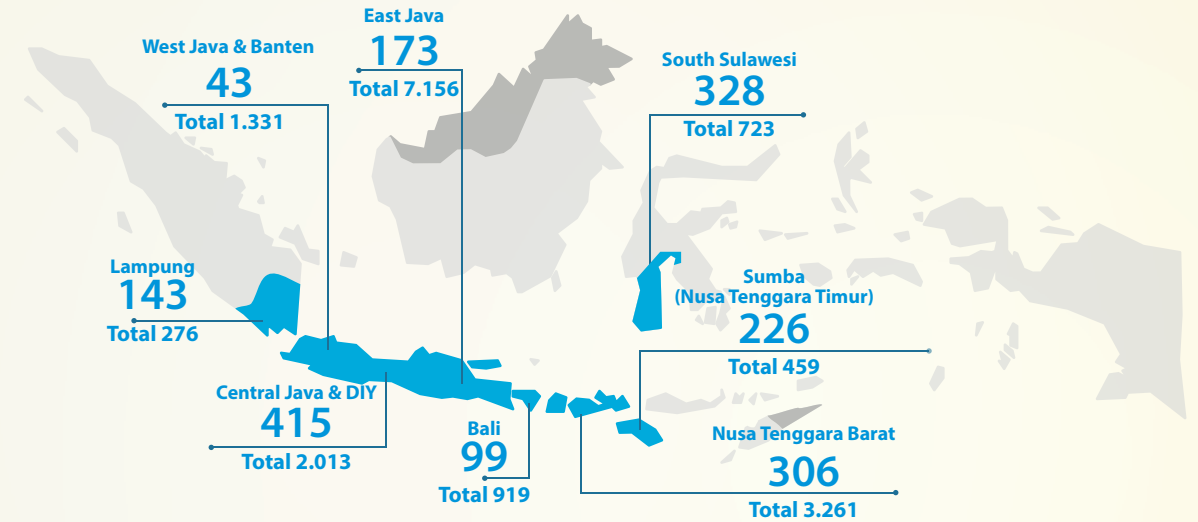 East Java
173
Total 7.156
West Java & Banten
43
Total 1.331
South Sulawesi
328
Total 723
Lampung
143
Total 276
Sumba
(Nusa Tenggara Timur)
226
Total 459
Central Java & DIY
415
Total 2.013
Bali
99
Total 919
Nusa Tenggara Barat
306
Total 3.261